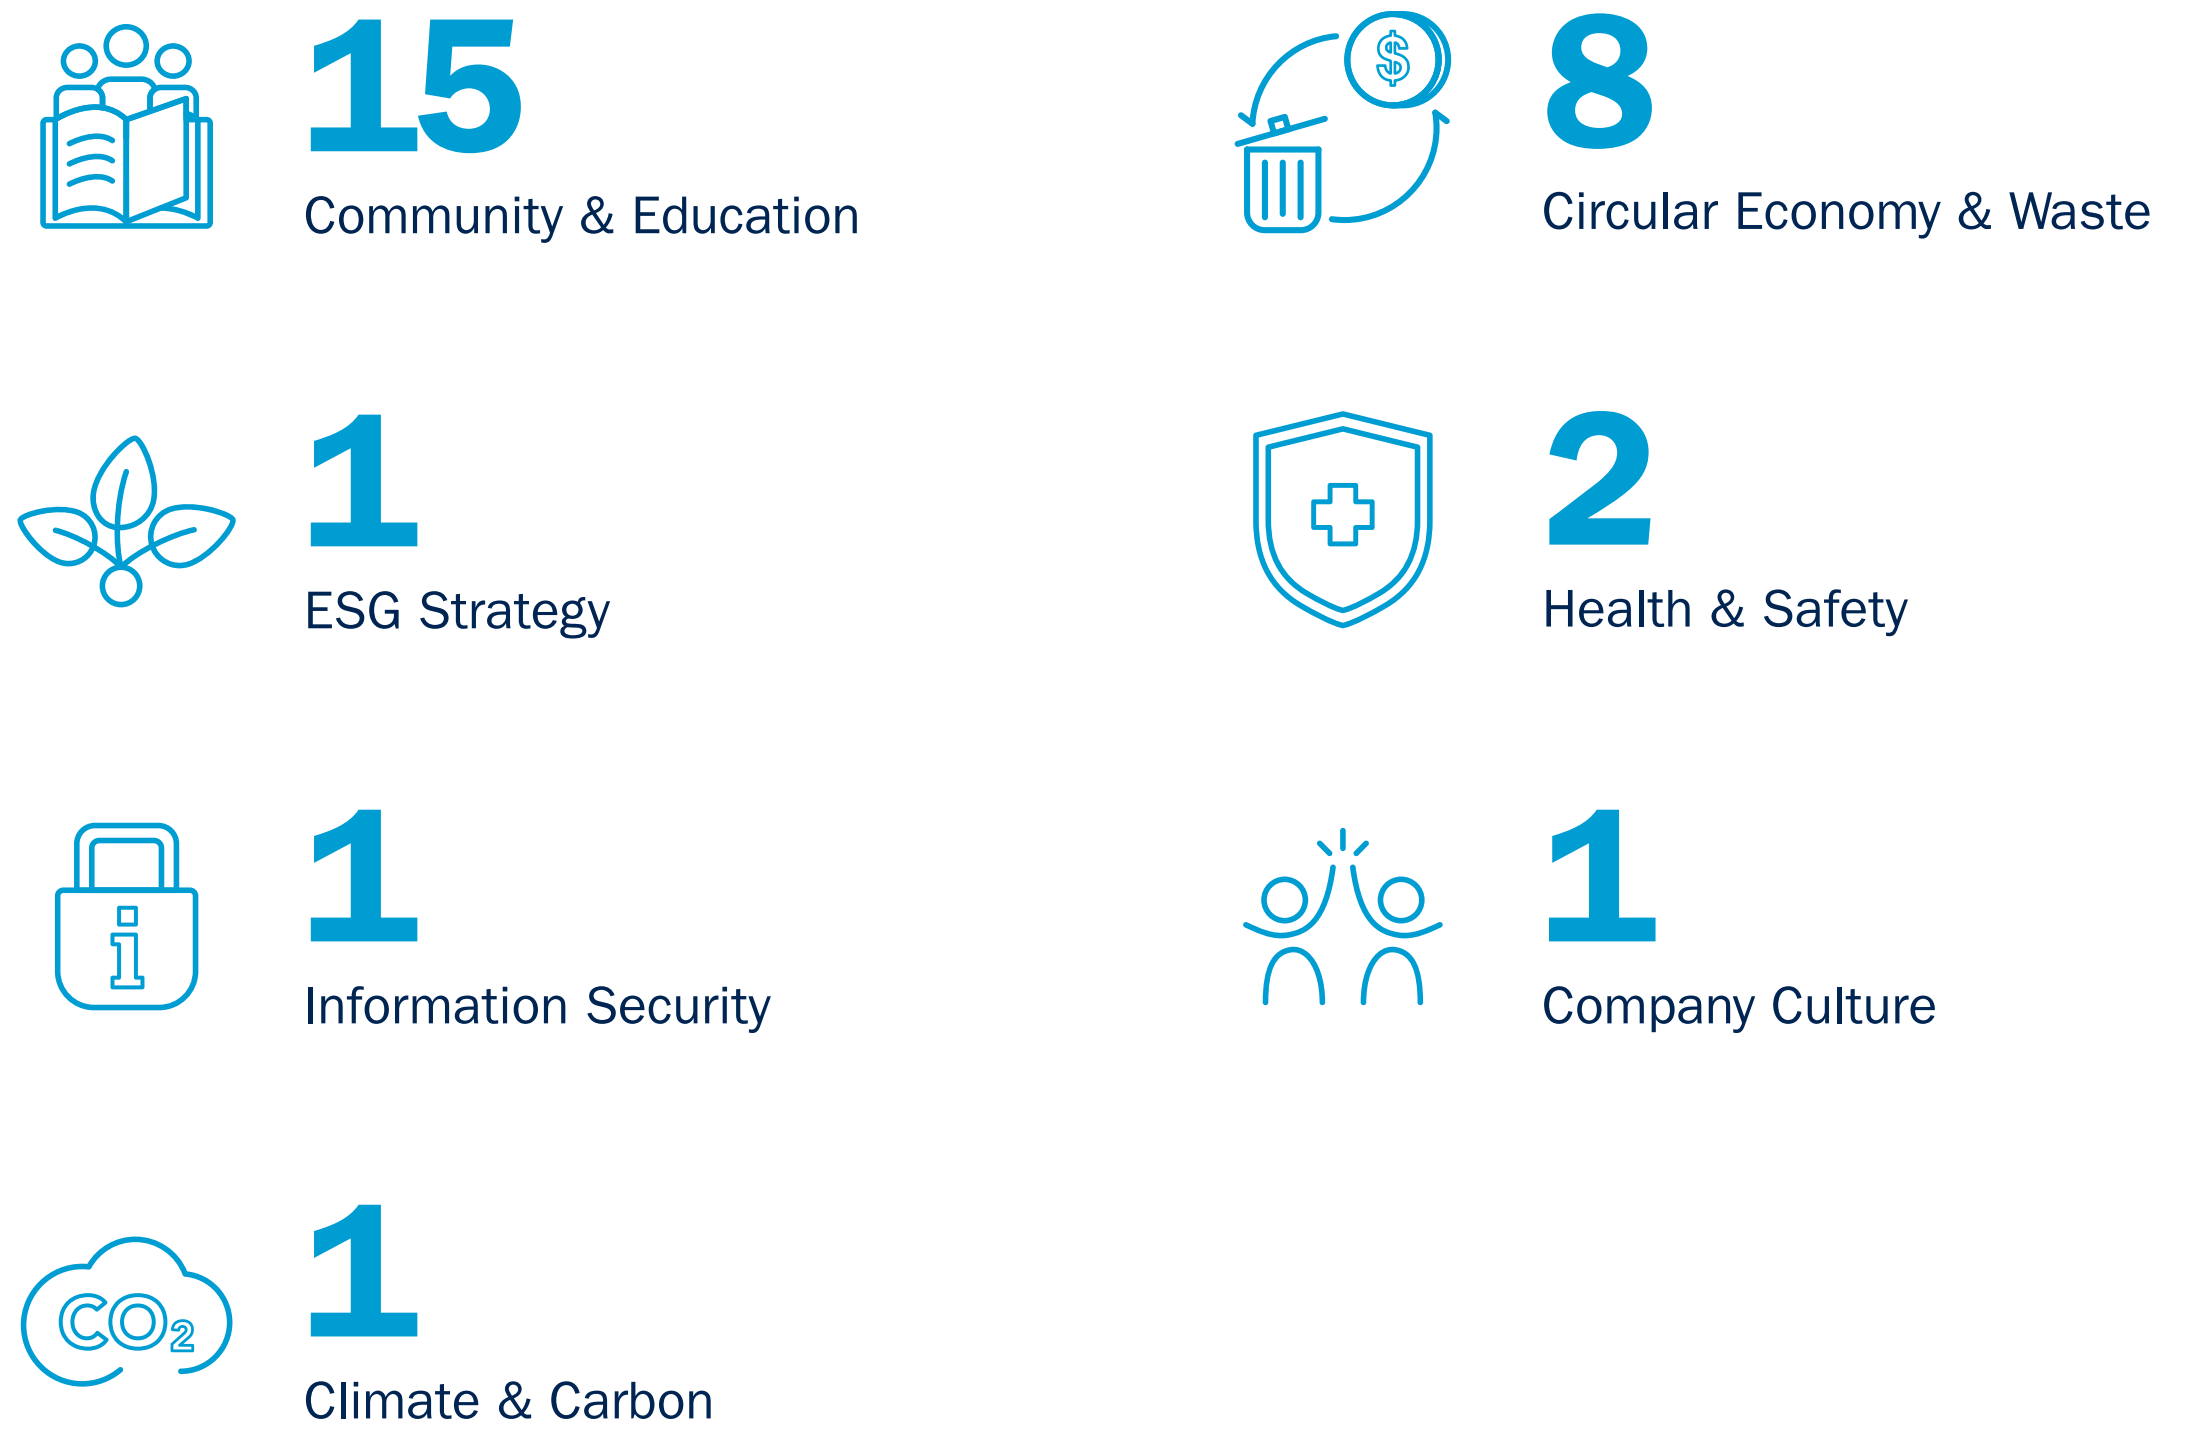 15
Community & Education
$
8
Circular Economy & Waste
1
ESG Strategy
2
Health & Safety
i
1
Information Security
1
Company Culture
CO₂
1
Climate & Carbon